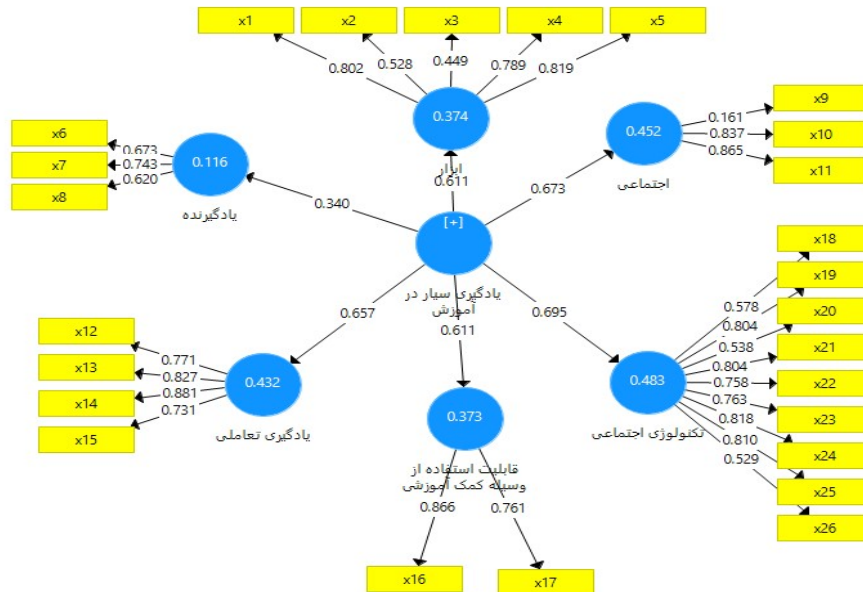 x1 x2 x3 x4 x5
0.802 0.528 0.449 0.789 0.819
0.374
ابزار
0.611
x6
x7
x8
0.673
0.743
0.620
0.116
یادگیرنده
0.340
0.452
اجتماعی
0.673
0.161
0.837
0.865
x9
x10
x11
[+]
یادگیری سیار در
آموزش
0.657
0.611
0.695
x12
x13
x14
x15
0.771
0.827
0.881
0.731
0.432
یادگیری تعاملی
0.373
قابلیت استفاده از
وسیله کمک آموزشی
0.866 0.761
x16 x17
0.483
تکنولوژی اجتماعی
0.578
0.804
0.538
0.804
0.758
0.763
0.818
0.810
0.529
x18
x19
x20
x21
x22
x23
x24
x25
x26